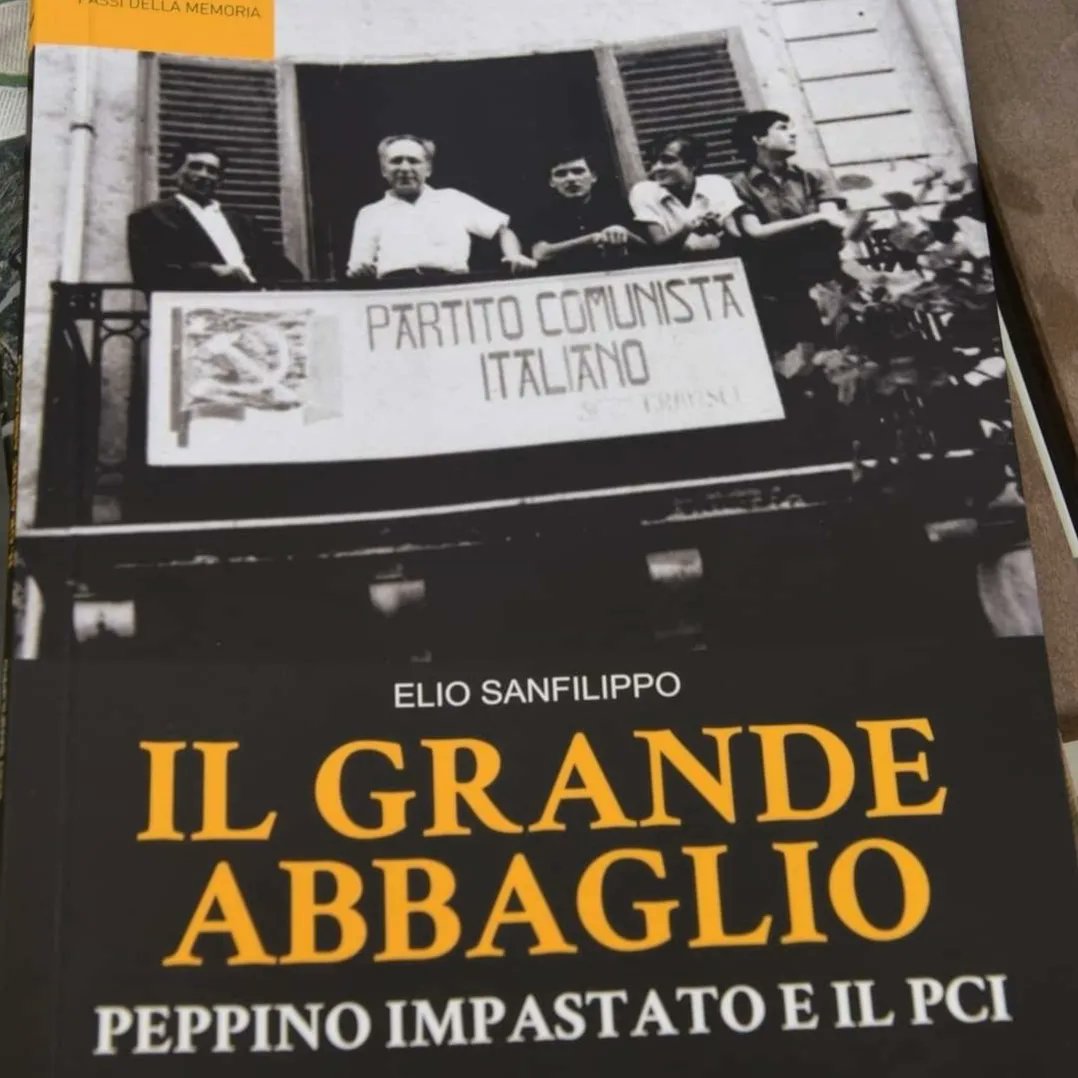 PASSI DELLA MEMORIA
PARTITO COMUNISTA
ITALIANO
ELIO SANFILIPPO
IL GRANDE
ABBAGLIO
PEPPINO IMPASTATO E IL PCI